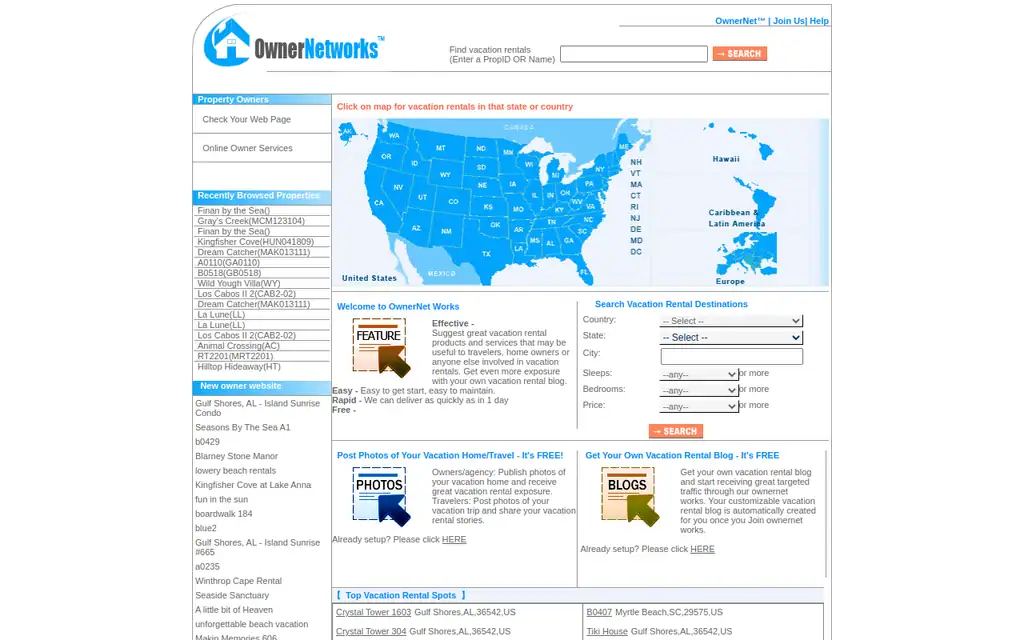 OwnerNet™ | Join Us| Help
OwnerNetworks™
Find vacation rentals
(Enter a PropID OR Name)
→ SEARCH
Property Owners
Check Your Web Page
Online Owner Services
Recently Browsed Properties
Finan by the Sea()
Gray's Creek(MCM123104)
Finan by the Sea()
Kingfisher Cove(HUN041809)
Dream Catcher(MAK013111)
A0110(GA0110)
B0518(GB0518)
Wild Yough Villa(WY)
Los Cabos II 2(CAB2-02)
Dream Catcher(MAK013111)
La Lune(LL)
La Lune(LL)
Los Cabos II 2(CAB2-02)
Animal Crossing(AC)
RT2201(MRT2201)
Hilltop Hideaway(HT)
New owner website
Gulf Shores, AL - Island Sunrise
Condo
Seasons By The Sea A1
b0429
Blarney Stone Manor
lowery beach rentals
Kingfisher Cove at Lake Anna
fun in the sun
boardwalk 184
blue2
Gulf Shores, AL - Island Sunrise
#665
a0235
Winthrop Cape Rental
Seaside Sanctuary
A little bit of Heaven
unforgettable beach vacation
Makin Memories 606
Click on map for vacation rentals in that state or country
CANADA
AK
WA
MT
ND
MN
ME
OR
ID
SD
WI
MI
NY
WY
NE
IA
IL
IN
OH
PA
NV
UT
CO
KS
MO
KY
WV
VA
CA
AZ
NM
OK
AR
TN
NC
SC
TX
LA
MS
AL
GA
FL
NH
VT
MA
CT
RI
NJ
DE
MD
DC
MEXICO
United States
Hawaii
Caribbean &
Latin America
Europe
Welcome to OwnerNet Works
FEATURE
Effective -
Suggest great vacation rental
products and services that may be
useful to travelers, home owners or
anyone else involved in vacation
rentals. Get even more exposure
with your own vacation rental blog.
Easy - Easy to get start, easy to maintain.
Rapid - We can deliver as quickly as in 1 day
Free -
Search Vacation Rental Destinations
Country:
-- Select --
State:
-- Select --
City:
Sleeps:
--any--
or more
Bedrooms:
--any--
or more
Price:
--any--
or more
→ SEARCH
Post Photos of Your Vacation Home/Travel - It's FREE!
PHOTOS
Owners/agency: Publish photos of
your vacation home and receive
great vacation rental exposure.
Travelers: Post photos of your
vacation trip and share your vacation
rental stories.
Already setup? Please click HERE
Get Your Own Vacation Rental Blog - It's FREE
BLOGS
Get your own vacation rental blog
and start receiving great targeted
traffic through our ownernet
works. Your customizable vacation
rental blog is automatically created
for you once you Join ownernet
works.
Already setup? Please click HERE
【 Top Vacation Rental Spots 】
Crystal Tower 1603 Gulf Shores,AL,36542,US
B0407 Myrtle Beach,SC,29575,US
Crystal Tower 304 Gulf Shores,AL,36542,US
Tiki House Gulf Shores,AL,36542,US